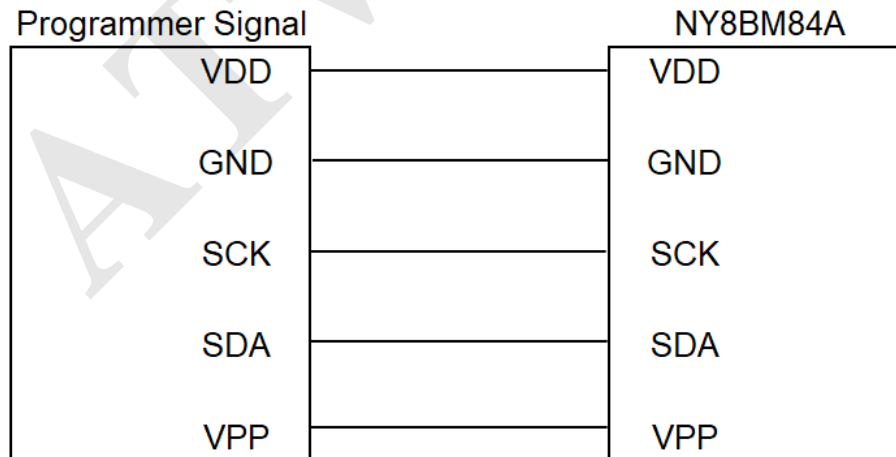 Programmer Signal NY8BM84A
VDD VDD
GND GND
SCK SCK
SDA SDA
VPP VPP